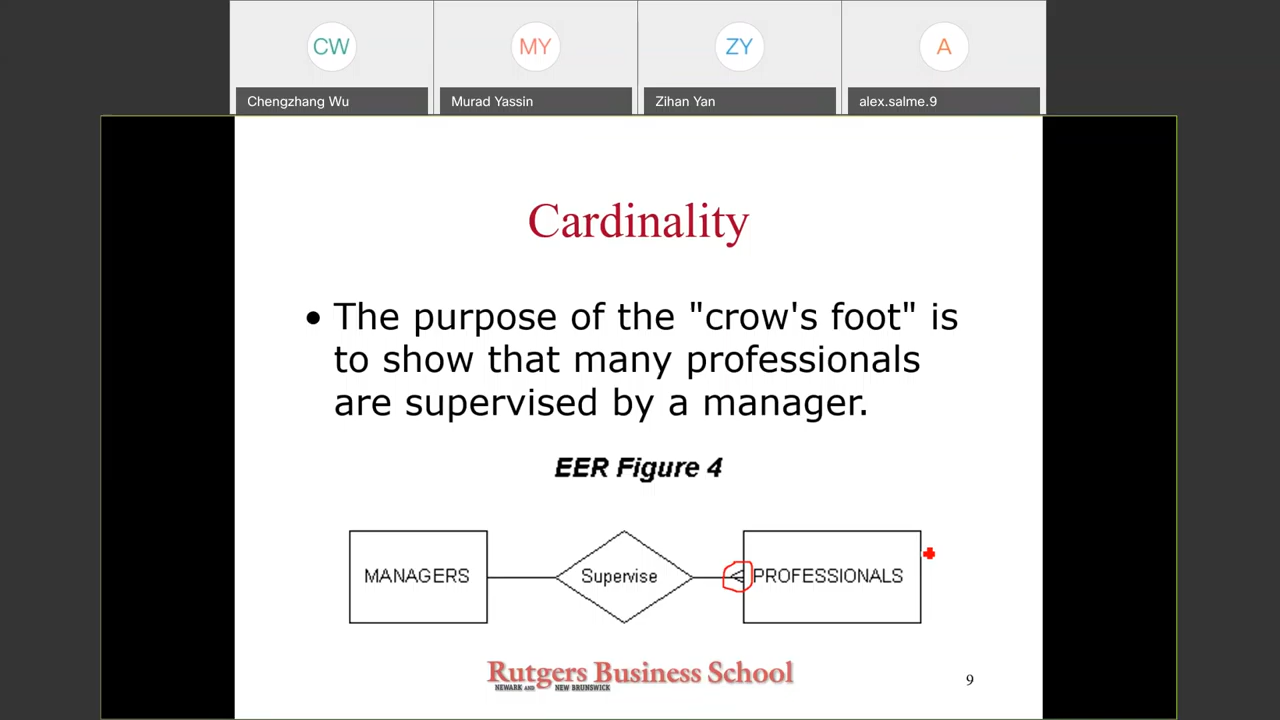 CW
MY
ZY
A
Chengzhang Wu
Murad Yassin
Zihan Yan
alex.salme.9
Cardinality
• The purpose of the "crow's foot" is
to show that many professionals
are supervised by a manager.
EER Figure 4
MANAGERS
Supervise
PROFESSIONALS
Rutgers Business School
NEWARK AND NEW BRUNSWICK
9